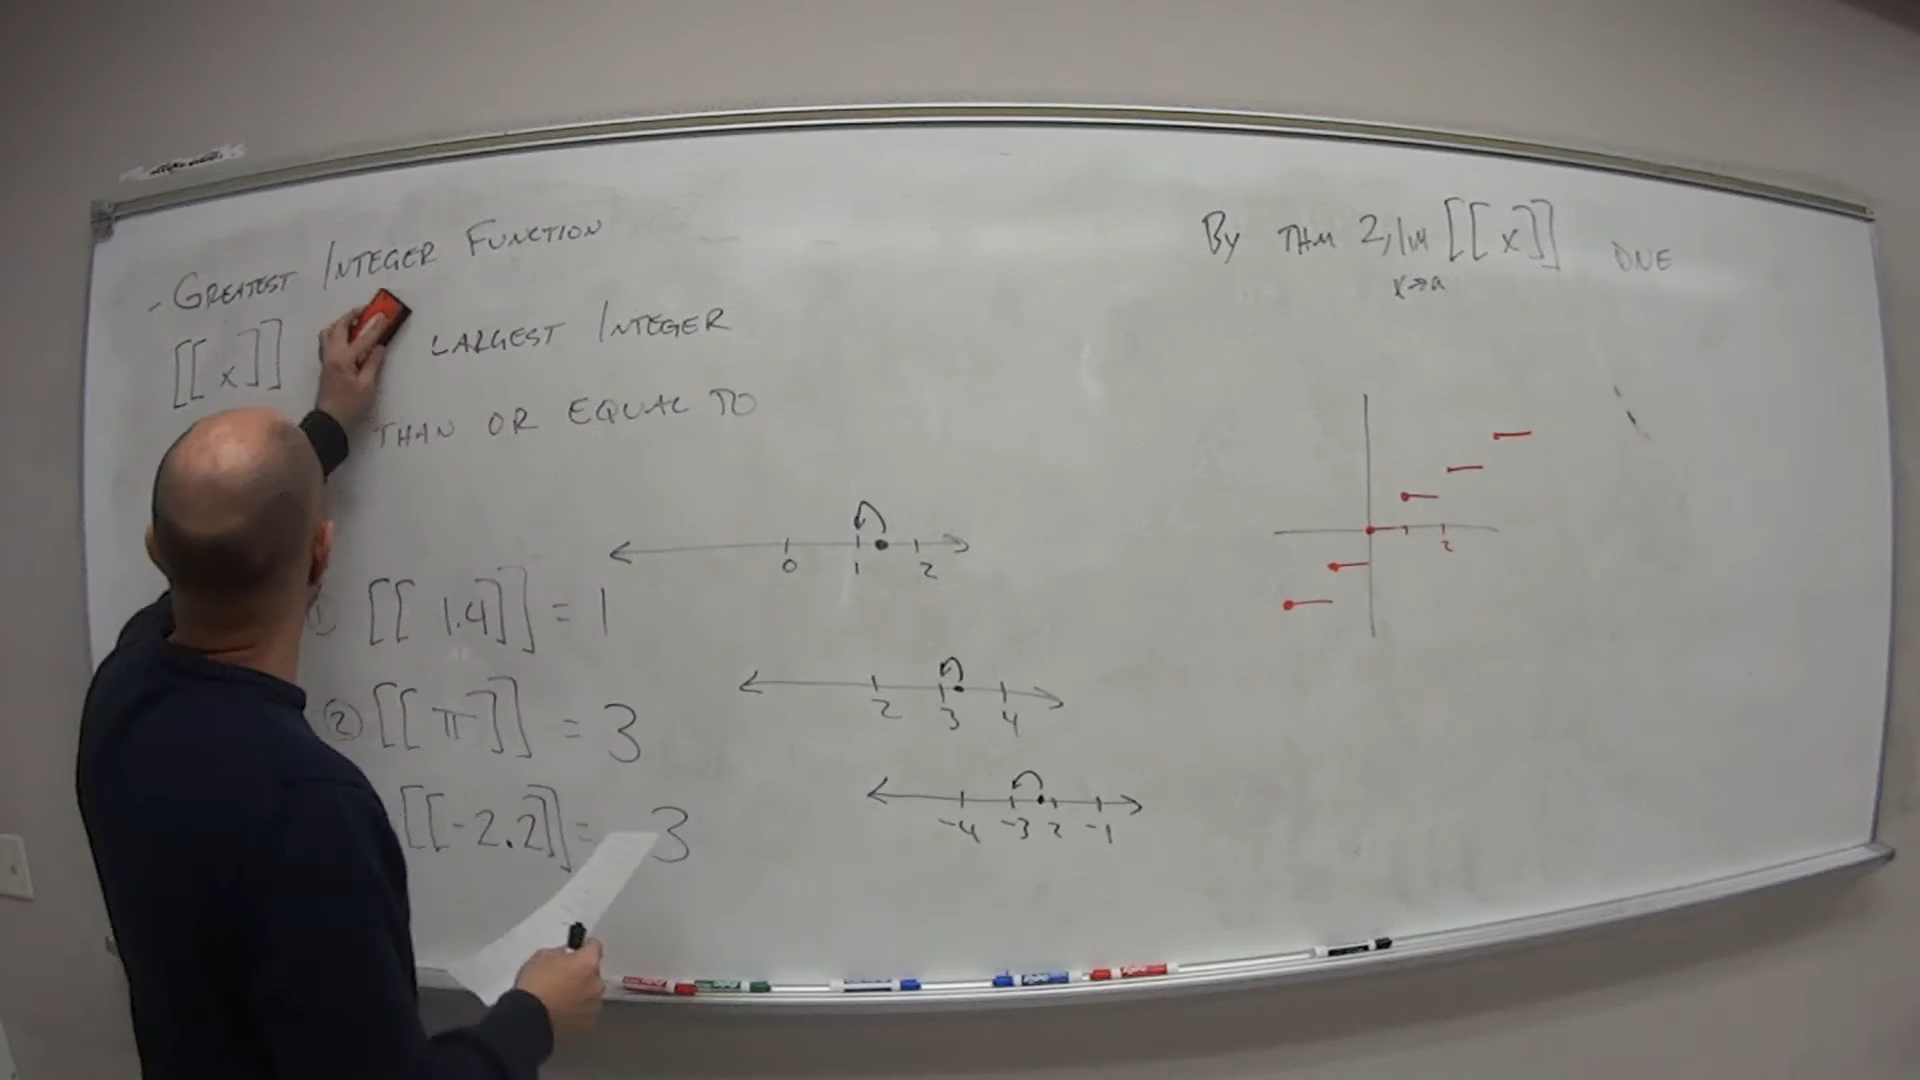 - GREATEST INTEGER FUNCTION
[[x]] LARGEST INTEGER
THAN OR EQUAL TO
① [[1.4]] = 1
0 1 2
② [[π]] = 3
2 3 4
[[-2.2]] = 3
-4 -3 2 -1
By THM 2, lim [[x]] DNE
x→a
2